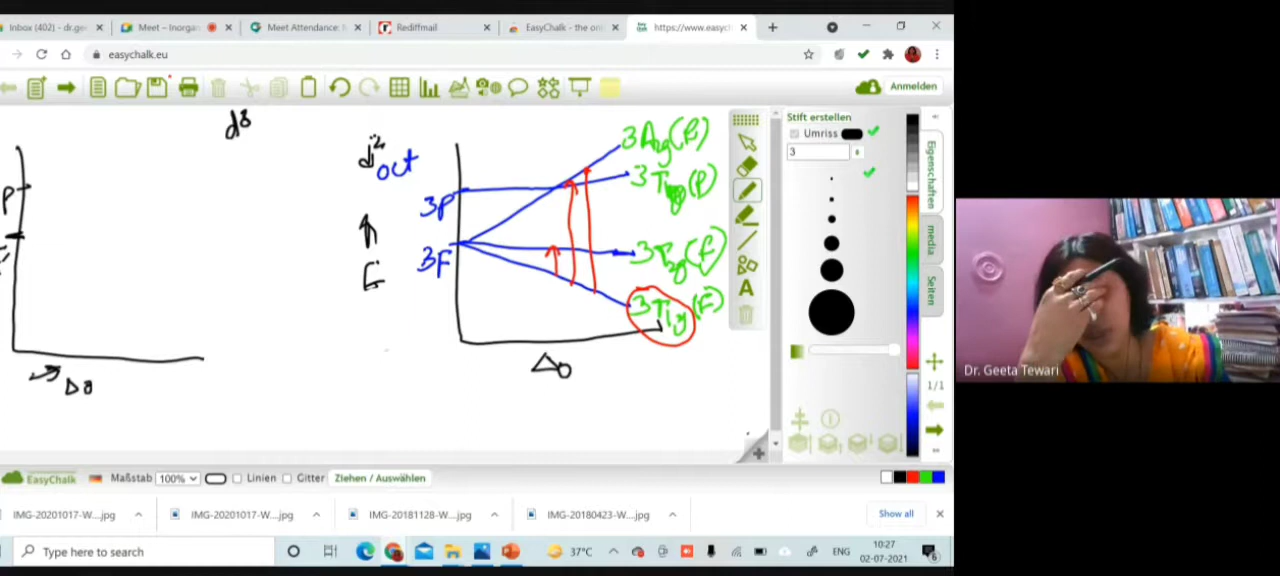 Inbox (402) - dr.ge
Meet – Inorgan
Meet Attendance: M
Rediffmail
EasyChalk - the onl
https://www.easych
easychalk.eu
Anmelden
d8
d2
oct
3P
3F
E
3A2g(F)
3T1g(P)
3T2g(F)
3T1g(F)
Δo
P
Stift erstellen
Umriss
3
Eigenschaften
media
Seiten
1/1
Dr. Geeta Tewari
EasyChalk
Maßstab 100%
Linien
Gitter
Ziehen / Auswählen
IMG-20201017-W....jpg
IMG-20201017-W....jpg
IMG-20181128-W....jpg
IMG-20180423-W....jpg
Show all
Type here to search
37°C
ENG
10:27
02-07-2021
6